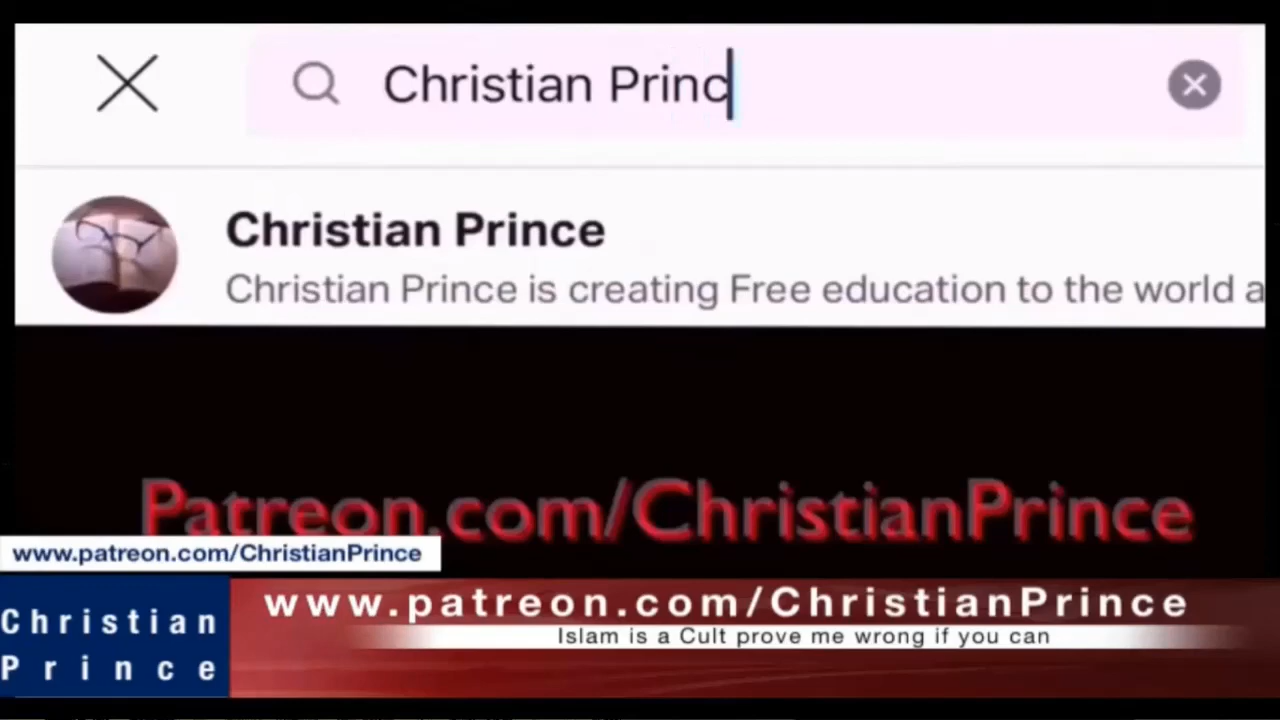 Christian Princ
Christian Prince
Christian Prince is creating Free education to the world a
Patreon.com/ChristianPrince
www.patreon.com/ChristianPrince
Christian
Prince
www.patreon.com/ChristianPrince
Islam is a Cult prove me wrong if you can